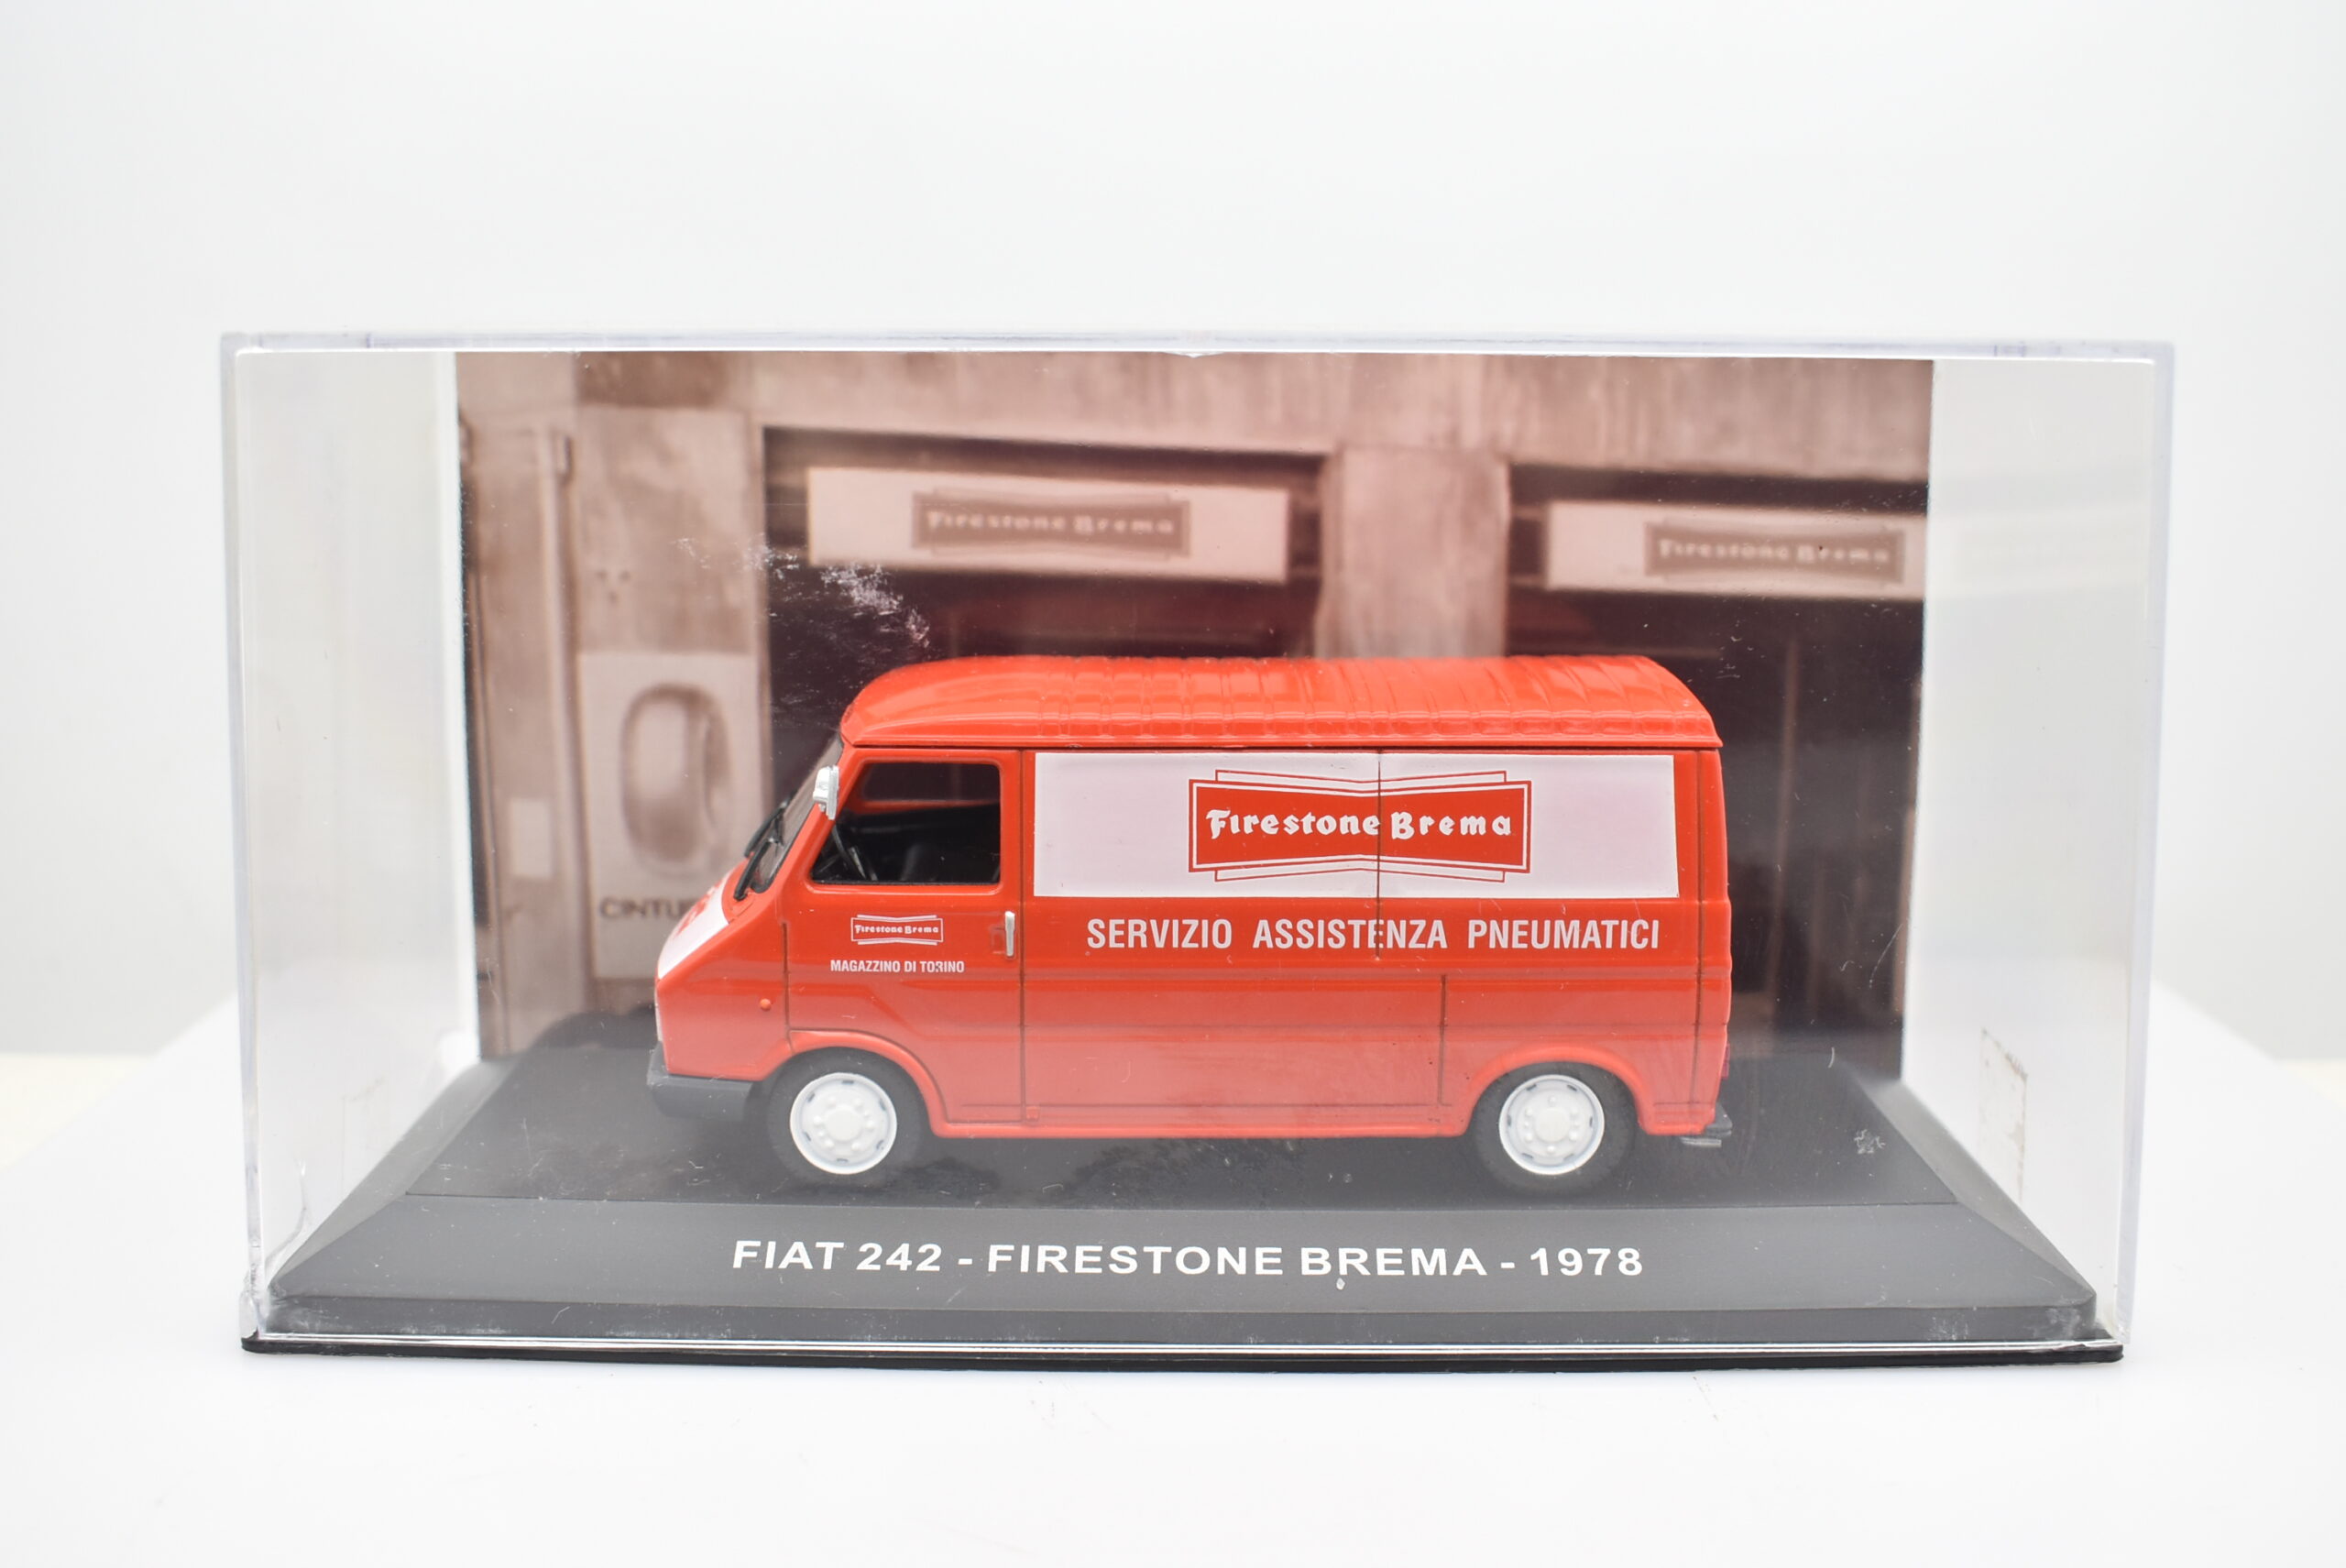 Firestone Brema
Firestone Brema
Firestone Brema
SERVIZIO ASSISTENZA PNEUMATICI
Firestone Brema
MAGAZZINO DI TORINO
FIAT 242 - FIRESTONE BREMA - 1978